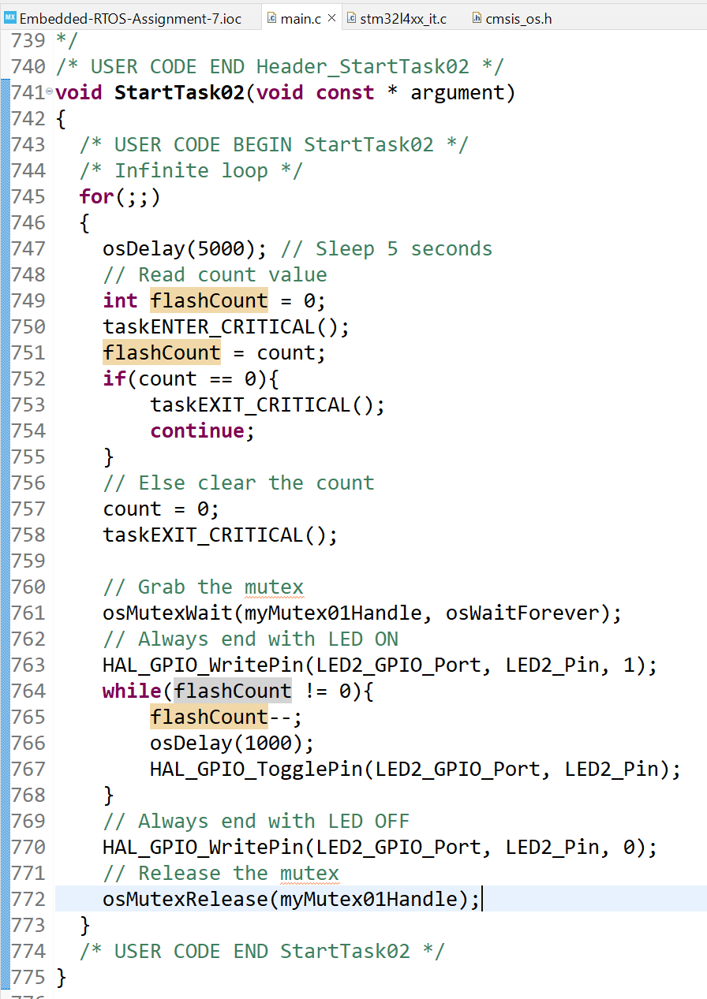 MX Embedded-RTOS-Assignment-7.ioc main.c stm32l4xx_it.c cmsis_os.h
739 */
740 /* USER CODE END Header_StartTask02 */
741 void StartTask02(void const * argument)
742 {
743 /* USER CODE BEGIN StartTask02 */
744 /* Infinite loop */
745 for(;;)
746 {
747 osDelay(5000); // Sleep 5 seconds
748 // Read count value
749 int flashCount = 0;
750 taskENTER_CRITICAL();
751 flashCount = count;
752 if(count == 0){
753 taskEXIT_CRITICAL();
754 continue;
755 }
756 // Else clear the count
757 count = 0;
758 taskEXIT_CRITICAL();
759
760 // Grab the mutex
761 osMutexWait(myMutex01Handle, osWaitForever);
762 // Always end with LED ON
763 HAL_GPIO_WritePin(LED2_GPIO_Port, LED2_Pin, 1);
764 while(flashCount != 0){
765 flashCount--;
766 osDelay(1000);
767 HAL_GPIO_TogglePin(LED2_GPIO_Port, LED2_Pin);
768 }
769 // Always end with LED OFF
770 HAL_GPIO_WritePin(LED2_GPIO_Port, LED2_Pin, 0);
771 // Release the mutex
772 osMutexRelease(myMutex01Handle);
773 }
774 /* USER CODE END StartTask02 */
775 }